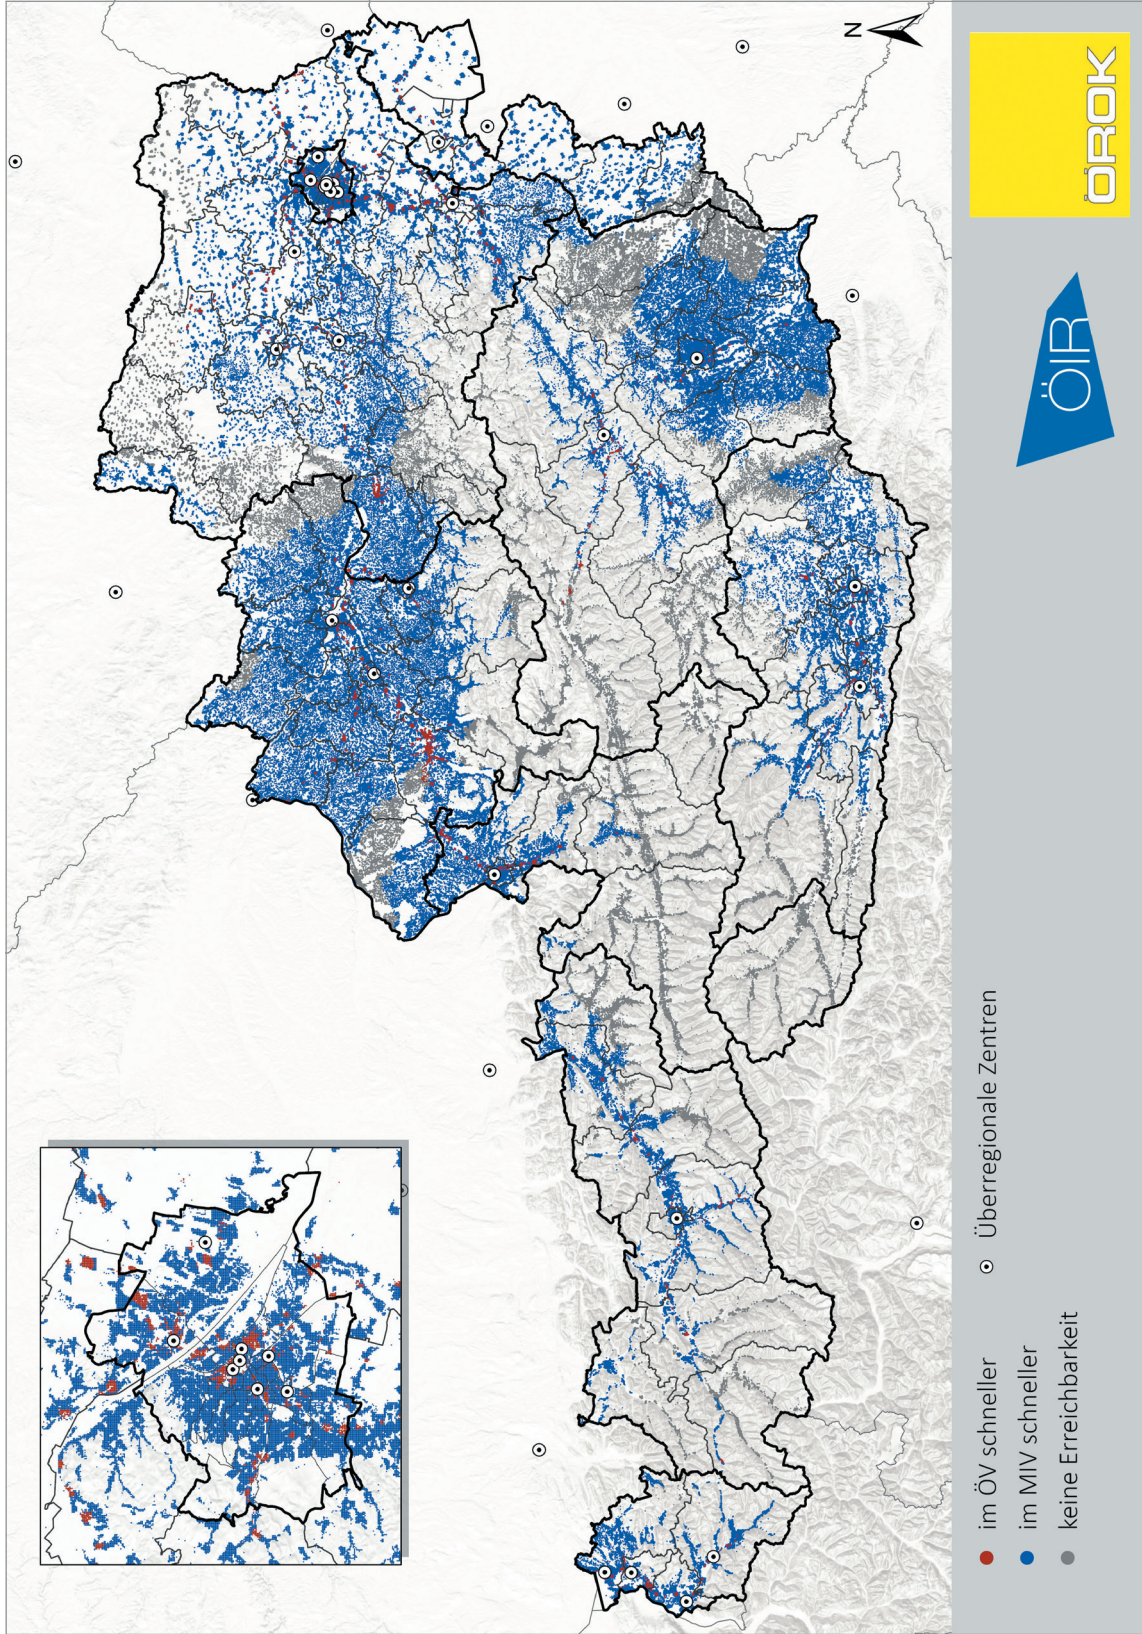 N
im ÖV schneller
im MIV schneller
keine Erreichbarkeit
Überregionale Zentren
ÖIR
ÖROK